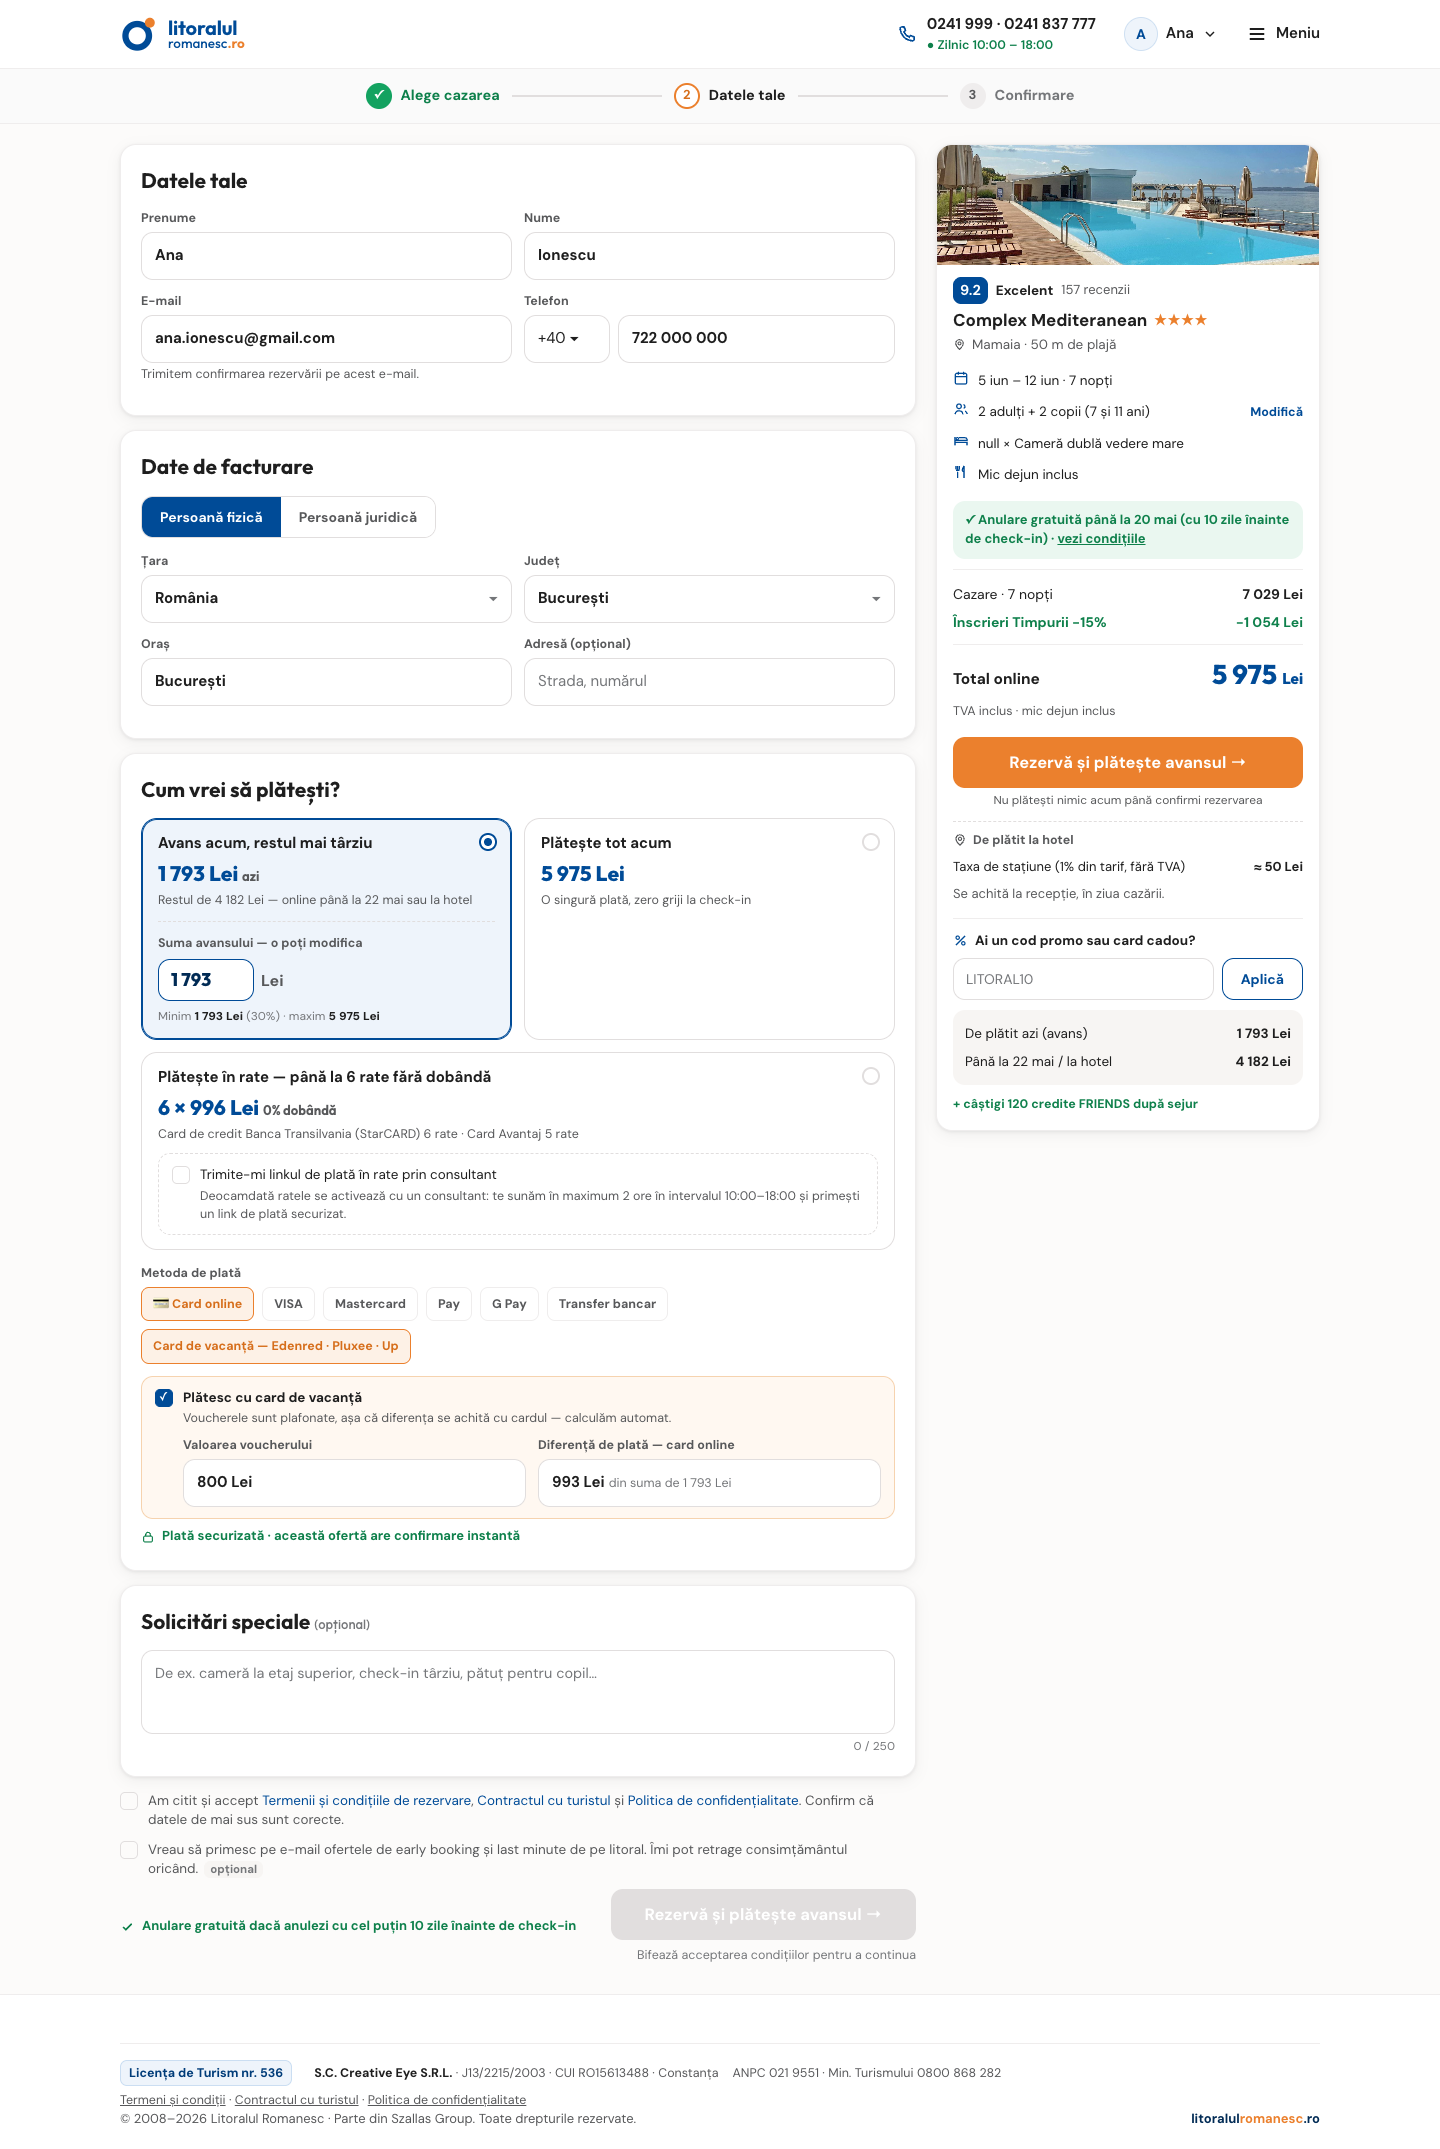 litoralul
romanesc.ro
0241 999 · 0241 837 777
● Zilnic 10:00 – 18:00
A Ana
Meniu
✓ Alege cazarea
2 Datele tale
3 Confirmare
Datele tale
Prenume
Nume
Ana
Ionescu
E-mail
Telefon
ana.ionescu@gmail.com
+40
722 000 000
Trimitem confirmarea rezervării pe acest e-mail.
Date de facturare
Persoană fizică
Persoană juridică
Țara
Județ
România
București
Oraș
Adresă (opțional)
București
Strada, numărul
Cum vrei să plătești?
Avans acum, restul mai târziu
1 793 Lei azi
Restul de 4 182 Lei — online până la 22 mai sau la hotel
Suma avansului — o poți modifica
1 793 Lei
Minim 1 793 Lei (30%) · maxim 5 975 Lei
Plătește tot acum
5 975 Lei
O singură plată, zero griji la check-in
Plătește în rate — până la 6 rate fără dobândă
6 × 996 Lei 0% dobândă
Card de credit Banca Transilvania (StarCARD) 6 rate · Card Avantaj 5 rate
Trimite-mi linkul de plată în rate prin consultant
Deocamdată ratele se activează cu un consultant: te sunăm în maximum 2 ore în intervalul 10:00–18:00 și primești
un link de plată securizat.
Metoda de plată
💳 Card online
VISA
Mastercard
Pay
G Pay
Transfer bancar
Card de vacanță — Edenred · Pluxee · Up
✓ Plătesc cu card de vacanță
Voucherele sunt plafonate, așa că diferența se achită cu cardul — calculăm automat.
Valoarea voucherului
Diferență de plată — card online
800 Lei
993 Lei din suma de 1 793 Lei
Plată securizată · această ofertă are confirmare instantă
Solicitări speciale (opțional)
De ex. cameră la etaj superior, check-in târziu, pătuț pentru copil…
0 / 250
Am citit și accept Termenii și condițiile de rezervare, Contractul cu turistul și Politica de confidențialitate. Confirm că
datele de mai sus sunt corecte.
Vreau să primesc pe e-mail ofertele de early booking și last minute de pe litoral. Îmi pot retrage consimțământul
oricând. opțional
Anulare gratuită dacă anulezi cu cel puțin 10 zile înainte de check-in
Rezervă și plătește avansul →
Bifează acceptarea condițiilor pentru a continua
9.2 Excelent 157 recenzii
Complex Mediteranean ★★★★
Mamaia · 50 m de plajă
5 iun – 12 iun · 7 nopți
2 adulți + 2 copii (7 și 11 ani)
Modifică
null × Cameră dublă vedere mare
Mic dejun inclus
✓ Anulare gratuită până la 20 mai (cu 10 zile înainte
de check-in) · vezi condițiile
Cazare · 7 nopți 7 029 Lei
Înscrieri Timpurii -15% -1 054 Lei
Total online 5 975 Lei
TVA inclus · mic dejun inclus
Rezervă și plătește avansul →
Nu plătești nimic acum până confirmi rezervarea
De plătit la hotel
Taxa de stațiune (1% din tarif, fără TVA) ≈ 50 Lei
Se achită la recepție, în ziua cazării.
Ai un cod promo sau card cadou?
LITORAL10
Aplică
De plătit azi (avans) 1 793 Lei
Până la 22 mai / la hotel 4 182 Lei
+ câștigi 120 credite FRIENDS după sejur
Licența de Turism nr. 536
S.C. Creative Eye S.R.L. · J13/2215/2003 · CUI RO15613488 · Constanța
ANPC 021 9551 · Min. Turismului 0800 868 282
Termeni și condiții · Contractul cu turistul · Politica de confidențialitate
© 2008–2026 Litoralul Romanesc · Parte din Szallas Group. Toate drepturile rezervate.
litoralulromanesc.ro